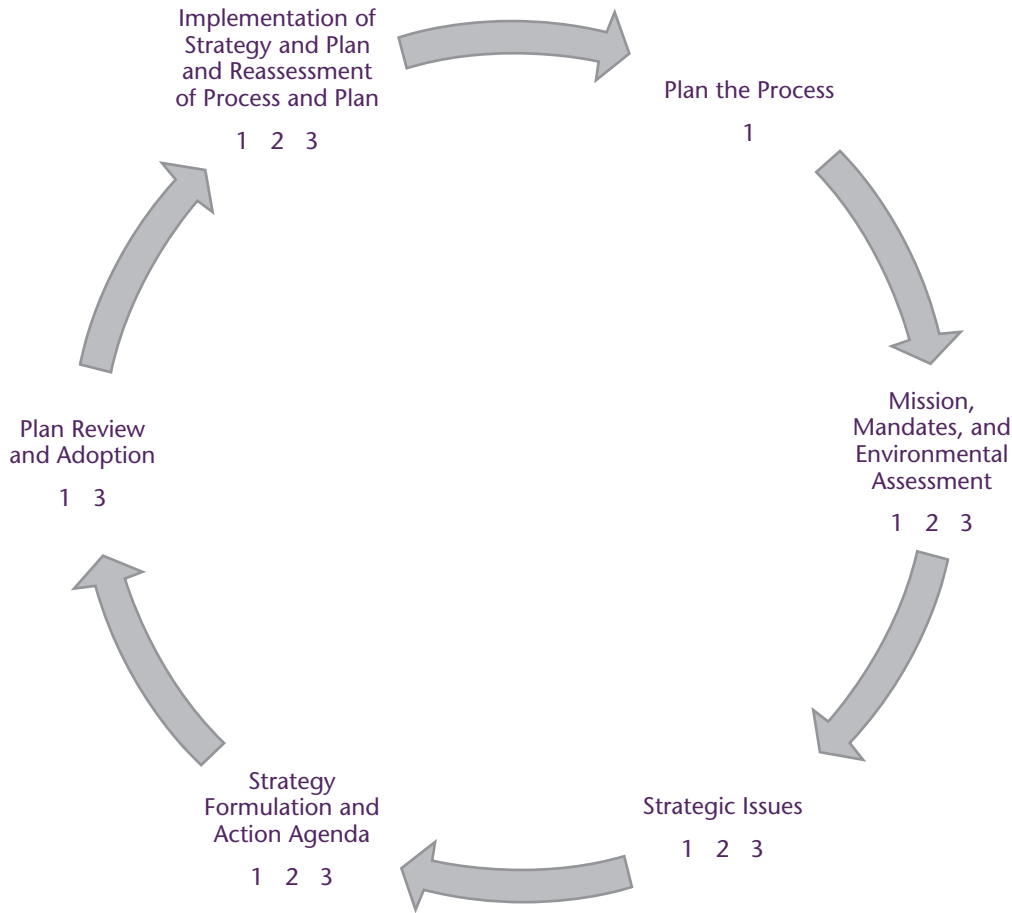 Implementation of
Strategy and Plan
and Reassessment
of Process and Plan
1 2 3
Plan the Process
1
Mission,
Mandates, and
Environmental
Assessment
1 2 3
Strategic Issues
1 2 3
Strategy
Formulation and
Action Agenda
1 2 3
Plan Review
and Adoption
1 3